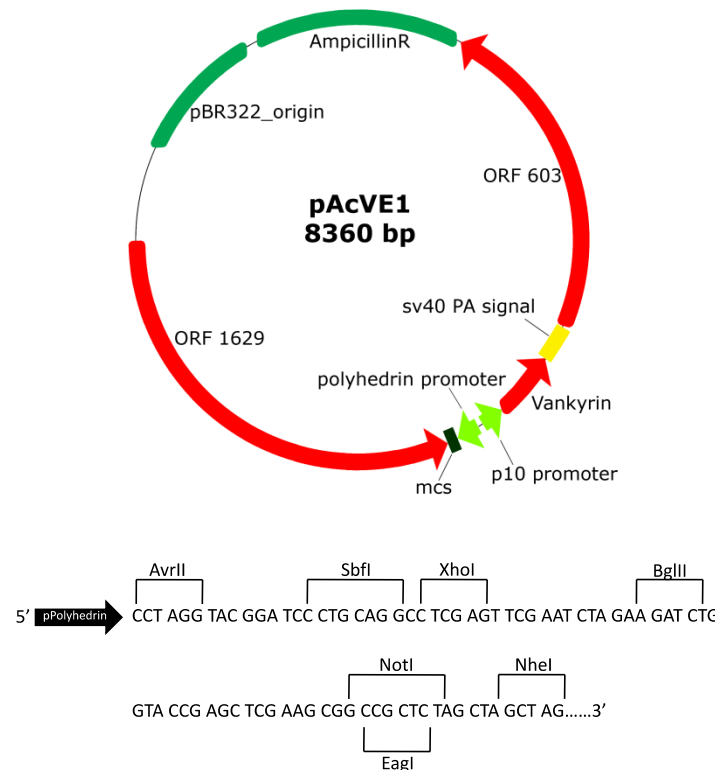 AmpicillinR
pBR322_origin
ORF 603
pAcVE1
8360 bp
sv40 PA signal
ORF 1629
polyhedrin promoter
Vankyrin
p10 promoter
mcs
AvrII SbfI XhoI BglII
5’ pPolyhedrin CCT AGG TAC GGA TCC CTG CAG GCC TCG AGT TCG AAT CTA GAA GAT CTG
NotI NheI
GTA CCG AGC TCG AAG CGG CCG CTC TAG CTA GCT AG......3’
EagI